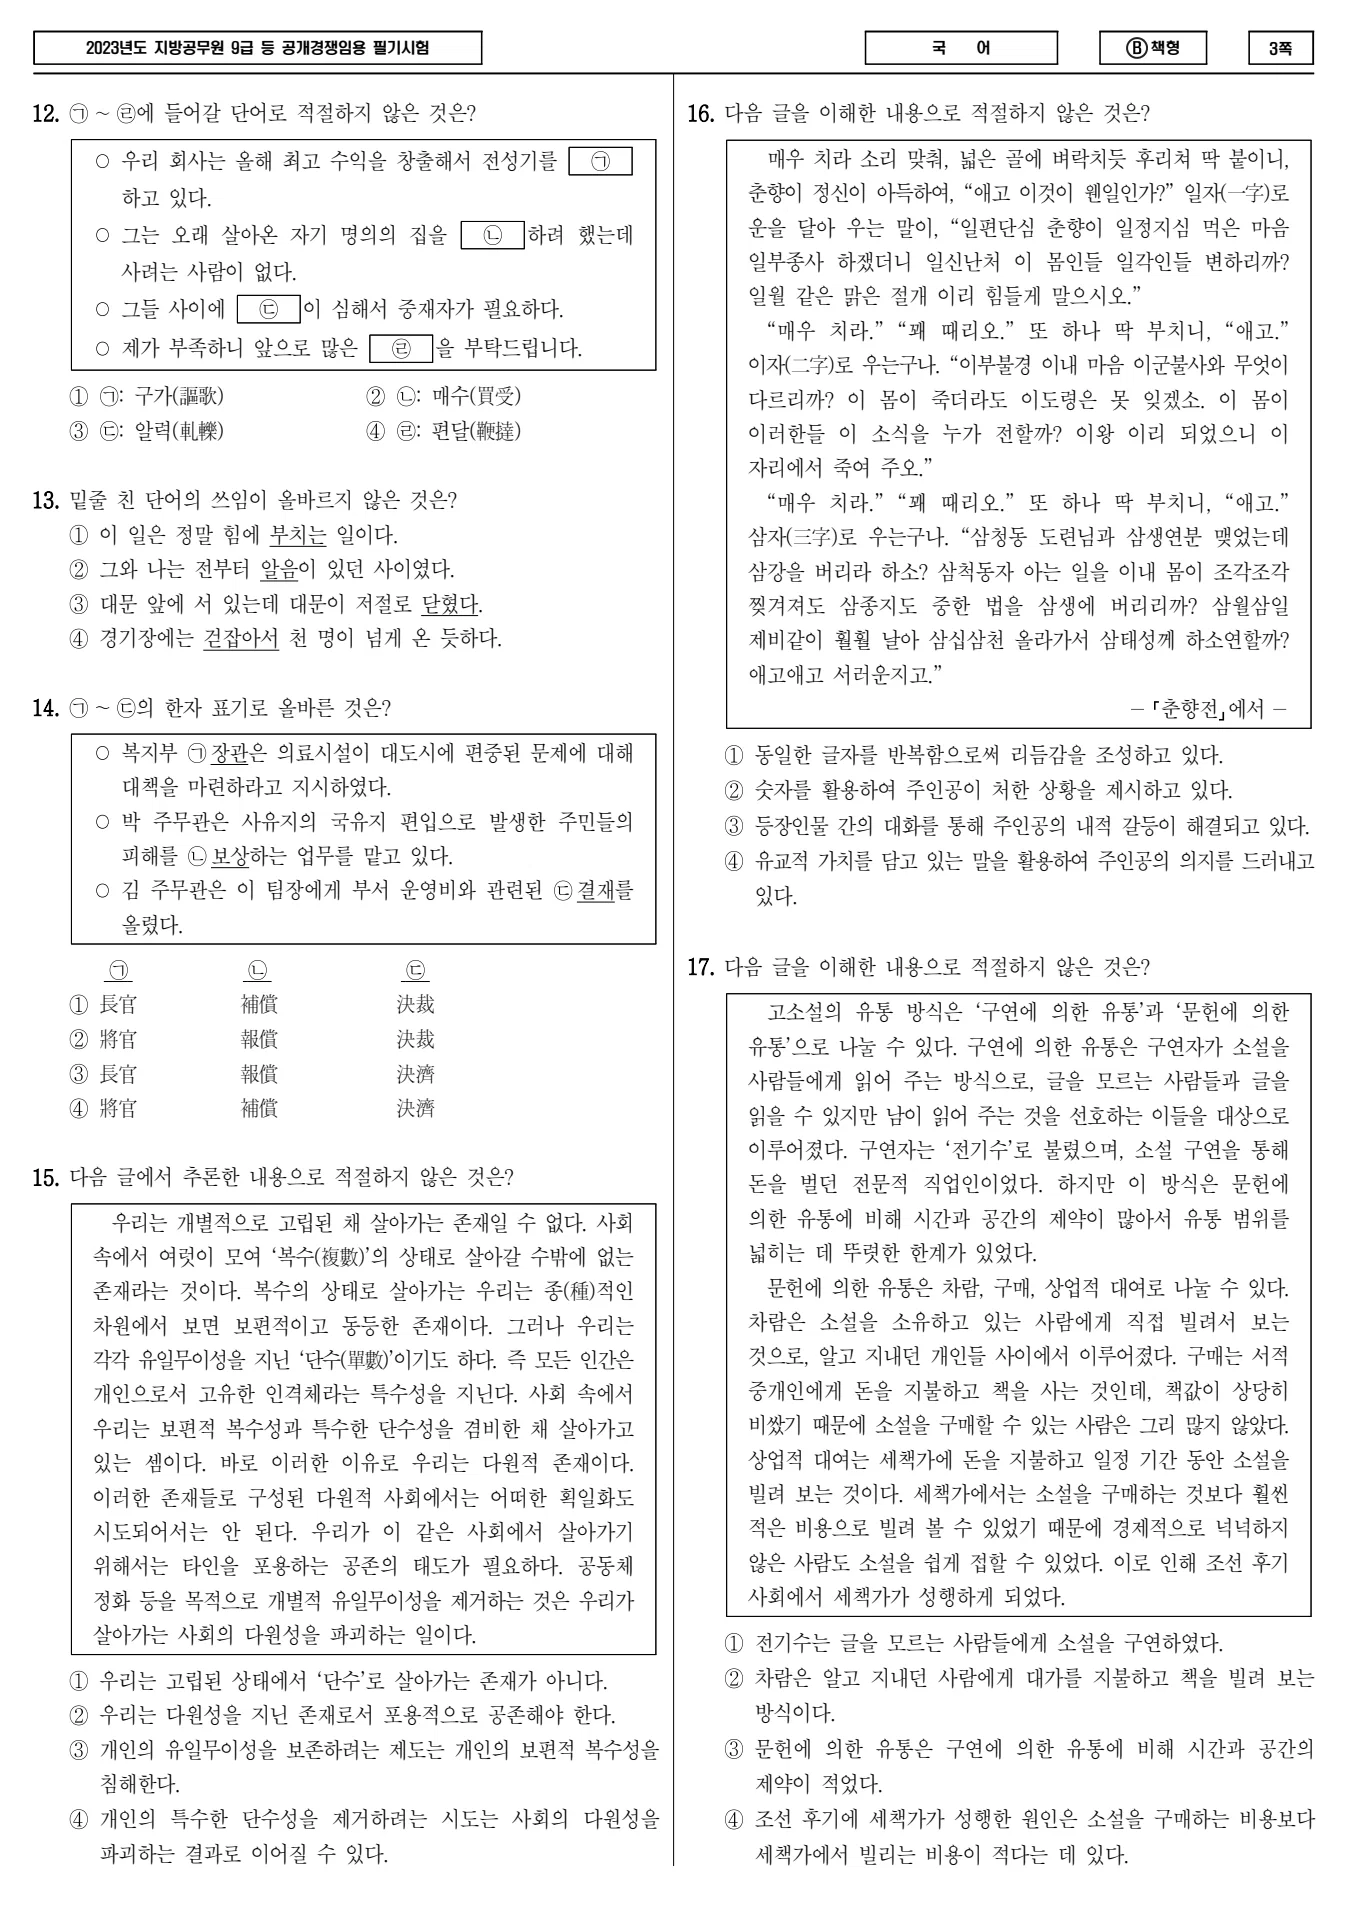 2023년도 지방공무원 9급 등 공개경쟁임용 필기시험
국 어
Ⓑ책형
3쪽
12. ㉠ ~ ㉣에 들어갈 단어로 적절하지 않은 것은?
○ 우리 회사는 올해 최고 수익을 창출해서 전성기를 ㉠
하고 있다.
○ 그는 오래 살아온 자기 명의의 집을 ㉡ 하려 했는데
사려는 사람이 없다.
○ 그들 사이에 ㉢ 이 심해서 중재자가 필요하다.
○ 제가 부족하니 앞으로 많은 ㉣ 을 부탁드립니다.
① ㉠: 구가(謳歌) ② ㉡: 매수(買受)
③ ㉢: 알력(軋轢) ④ ㉣: 편달(鞭撻)
13. 밑줄 친 단어의 쓰임이 올바르지 않은 것은?
① 이 일은 정말 힘에 부치는 일이다.
② 그와 나는 전부터 알음이 있던 사이였다.
③ 대문 앞에 서 있는데 대문이 저절로 닫혔다.
④ 경기장에는 걷잡아서 천 명이 넘게 온 듯하다.
14. ㉠ ~ ㉢의 한자 표기로 올바른 것은?
○ 복지부 ㉠장관은 의료시설이 대도시에 편중된 문제에 대해
대책을 마련하라고 지시하였다.
○ 박 주무관은 사유지의 국유지 편입으로 발생한 주민들의
피해를 ㉡보상하는 업무를 맡고 있다.
○ 김 주무관은 이 팀장에게 부서 운영비와 관련된 ㉢결재를
올렸다.
㉠ ㉡ ㉢
① 長官 補償 決裁
② 將官 報償 決裁
③ 長官 報償 決濟
④ 將官 補償 決濟
15. 다음 글에서 추론한 내용으로 적절하지 않은 것은?
우리는 개별적으로 고립된 채 살아가는 존재일 수 없다. 사회
속에서 여럿이 모여 ‘복수(複數)’의 상태로 살아갈 수밖에 없는
존재라는 것이다. 복수의 상태로 살아가는 우리는 종(種)적인
차원에서 보면 보편적이고 동등한 존재이다. 그러나 우리는
각각 유일무이성을 지닌 ‘단수(單數)’이기도 하다. 즉 모든 인간은
개인으로서 고유한 인격체라는 특수성을 지닌다. 사회 속에서
우리는 보편적 복수성과 특수한 단수성을 겸비한 채 살아가고
있는 셈이다. 바로 이러한 이유로 우리는 다원적 존재이다.
이러한 존재들로 구성된 다원적 사회에서는 어떠한 획일화도
시도되어서는 안 된다. 우리가 이 같은 사회에서 살아가기
위해서는 타인을 포용하는 공존의 태도가 필요하다. 공동체
정화 등을 목적으로 개별적 유일무이성을 제거하는 것은 우리가
살아가는 사회의 다원성을 파괴하는 일이다.
① 우리는 고립된 상태에서 ‘단수’로 살아가는 존재가 아니다.
② 우리는 다원성을 지닌 존재로서 포용적으로 공존해야 한다.
③ 개인의 유일무이성을 보존하려는 제도는 개인의 보편적 복수성을
침해한다.
④ 개인의 특수한 단수성을 제거하려는 시도는 사회의 다원성을
파괴하는 결과로 이어질 수 있다.
16. 다음 글을 이해한 내용으로 적절하지 않은 것은?
매우 치라 소리 맞춰, 넓은 골에 벼락치듯 후리쳐 딱 붙이니,
춘향이 정신이 아득하여, “애고 이것이 웬일인가?” 일자(一字)로
운을 달아 우는 말이, “일편단심 춘향이 일정지심 먹은 마음
일부종사 하쟀더니 일신난처 이 몸인들 일각인들 변하리까?
일월 같은 맑은 절개 이리 힘들게 말으시오.”
“매우 치라.” “꽤 때리오.” 또 하나 딱 부치니, “애고.”
이자(二字)로 우는구나. “이부불경 이내 마음 이군불사와 무엇이
다르리까? 이 몸이 죽더라도 이도령은 못 잊겠소. 이 몸이
이러한들 이 소식을 누가 전할까? 이왕 이리 되었으니 이
자리에서 죽여 주오.”
“매우 치라.” “꽤 때리오.” 또 하나 딱 부치니, “애고.”
삼자(三字)로 우는구나. “삼청동 도련님과 삼생연분 맺었는데
삼강을 버리라 하소? 삼척동자 아는 일을 이내 몸이 조각조각
찢겨져도 삼종지도 중한 법을 삼생에 버리리까? 삼월삼일
제비같이 훨훨 날아 삼십삼천 올라가서 삼태성께 하소연할까?
애고애고 서러운지고.”
－｢춘향전｣에서－
① 동일한 글자를 반복함으로써 리듬감을 조성하고 있다.
② 숫자를 활용하여 주인공이 처한 상황을 제시하고 있다.
③ 등장인물 간의 대화를 통해 주인공의 내적 갈등이 해결되고 있다.
④ 유교적 가치를 담고 있는 말을 활용하여 주인공의 의지를 드러내고
있다.
17. 다음 글을 이해한 내용으로 적절하지 않은 것은?
고소설의 유통 방식은 ‘구연에 의한 유통’과 ‘문헌에 의한
유통’으로 나눌 수 있다. 구연에 의한 유통은 구연자가 소설을
사람들에게 읽어 주는 방식으로, 글을 모르는 사람들과 글을
읽을 수 있지만 남이 읽어 주는 것을 선호하는 이들을 대상으로
이루어졌다. 구연자는 ‘전기수’로 불렸으며, 소설 구연을 통해
돈을 벌던 전문적 직업인이었다. 하지만 이 방식은 문헌에
의한 유통에 비해 시간과 공간의 제약이 많아서 유통 범위를
넓히는 데 뚜렷한 한계가 있었다.
문헌에 의한 유통은 차람, 구매, 상업적 대여로 나눌 수 있다.
차람은 소설을 소유하고 있는 사람에게 직접 빌려서 보는
것으로, 알고 지내던 개인들 사이에서 이루어졌다. 구매는 서적
중개인에게 돈을 지불하고 책을 사는 것인데, 책값이 상당히
비쌌기 때문에 소설을 구매할 수 있는 사람은 그리 많지 않았다.
상업적 대여는 세책가에 돈을 지불하고 일정 기간 동안 소설을
빌려 보는 것이다. 세책가에서는 소설을 구매하는 것보다 훨씬
적은 비용으로 빌려 볼 수 있었기 때문에 경제적으로 넉넉하지
않은 사람도 소설을 쉽게 접할 수 있었다. 이로 인해 조선 후기
사회에서 세책가가 성행하게 되었다.
① 전기수는 글을 모르는 사람들에게 소설을 구연하였다.
② 차람은 알고 지내던 사람에게 대가를 지불하고 책을 빌려 보는
방식이다.
③ 문헌에 의한 유통은 구연에 의한 유통에 비해 시간과 공간의
제약이 적었다.
④ 조선 후기에 세책가가 성행한 원인은 소설을 구매하는 비용보다
세책가에서 빌리는 비용이 적다는 데 있다.